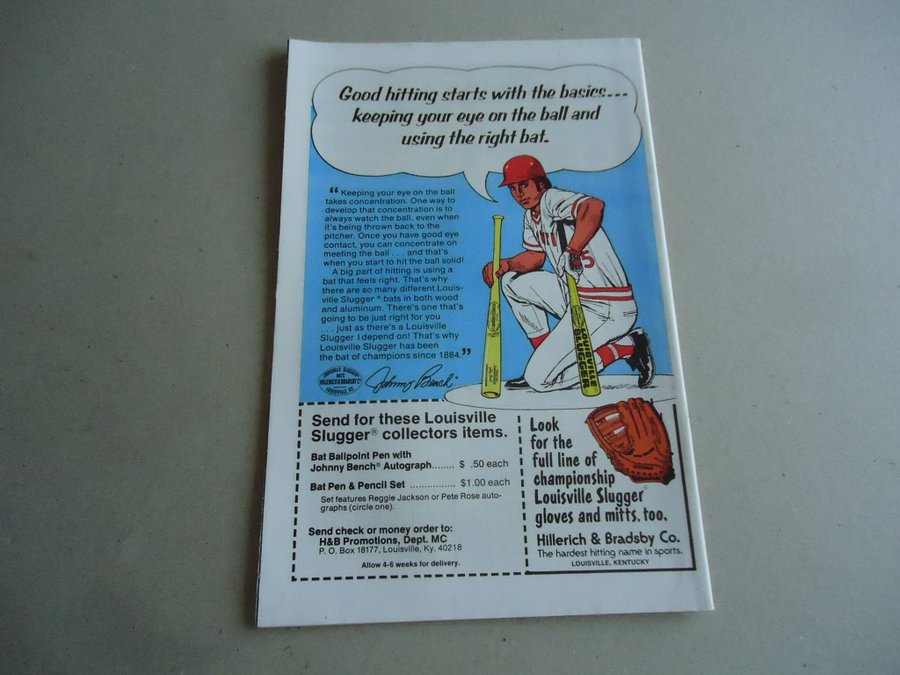 Good hitting starts with the basics...
keeping your eye on the ball and
using the right bat.
“ Keeping your eye on the ball
takes concentration. One way to
develop that concentration is to
always watch the ball, even when
it's being thrown back to the
pitcher. Once you have good eye
contact, you can concentrate on
meeting the ball . . . and that's
when you start to hit the ball solid!
A big part of hitting is using a
bat that feels right. That's why
there are so many different Louis-
ville Slugger® bats in both wood
and aluminum. There's one that's
going to be just right for you
. . . just as there's a Louisville
Slugger I depend on! That's why
Louisville Slugger has been
the bat of champions since 1884.”
LOUISVILLE SLUGGER
BATS
HILLERICH & BRADSBY Co
LOUISVILLE, KY.
Johnny Bench
5
LOUISVILLE
SLUGGER
Send for these Louisville
Slugger® collectors items.
Bat Ballpoint Pen with
Johnny Bench® Autograph........ $ .50 each
Bat Pen & Pencil Set ................ $1.00 each
Set features Reggie Jackson or Pete Rose auto-
graphs (circle one).
Send check or money order to:
H&B Promotions, Dept. MC
P. O. Box 18177, Louisville, Ky. 40218
Allow 4-6 weeks for delivery.
Look
for the
full line of
championship
Louisville Slugger®
gloves and mitts, too.
Hillerich & Bradsby Co.
The hardest hitting name in sports.
LOUISVILLE, KENTUCKY